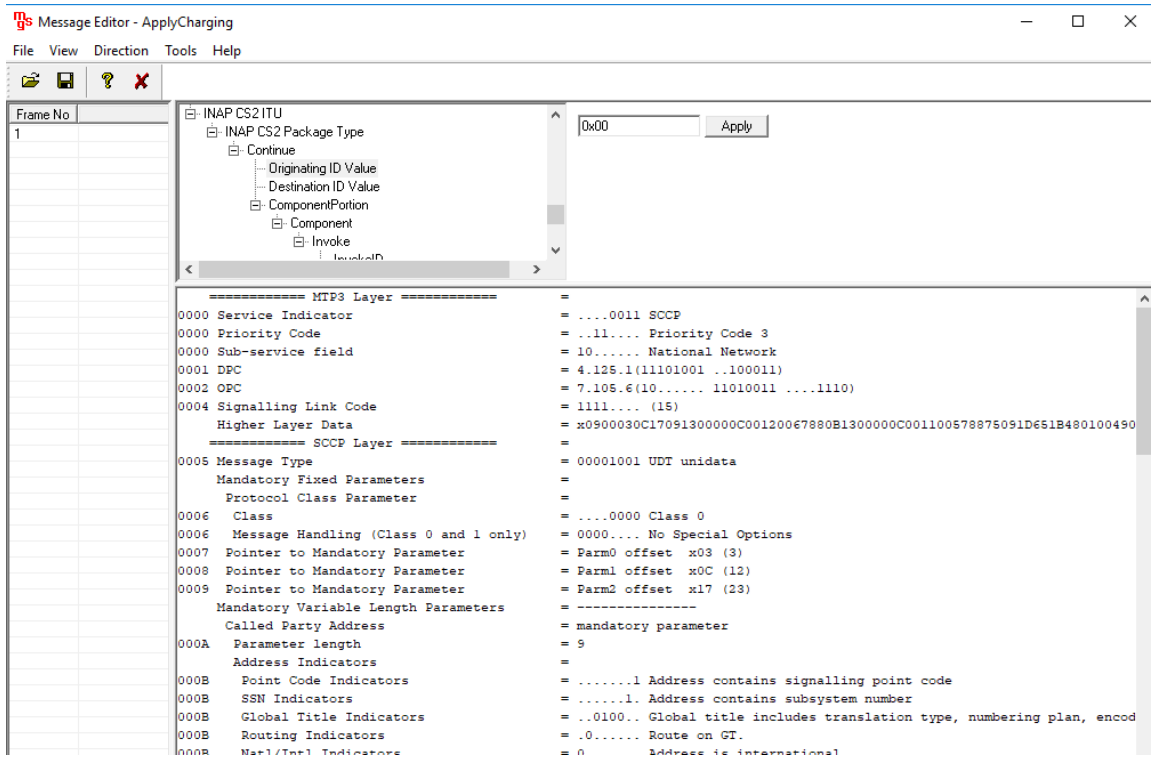 Message Editor - ApplyCharging
File View Direction Tools Help
Frame No
1
INAP CS2 ITU
INAP CS2 Package Type
Continue
Originating ID Value
Destination ID Value
ComponentPortion
Component
Invoke
InvokeID
0x00 Apply
============ MTP3 Layer ============ =
0000 Service Indicator = ....0011 SCCP
0000 Priority Code = ..11.... Priority Code 3
0000 Sub-service field = 10...... National Network
0001 DPC = 4.125.1(11101001 ..100011)
0002 OPC = 7.105.6(10...... 11010011 ....1110)
0004 Signalling Link Code = 1111.... (15)
Higher Layer Data = x0900030C17091300000C00120067880B1300000C001100578875091D651B480100490
============ SCCP Layer ============ =
0005 Message Type = 00001001 UDT unidata
Mandatory Fixed Parameters =
Protocol Class Parameter =
0006 Class = ....0000 Class 0
0006 Message Handling (Class 0 and 1 only) = 0000.... No Special Options
0007 Pointer to Mandatory Parameter = Parm0 offset x03 (3)
0008 Pointer to Mandatory Parameter = Parm1 offset x0C (12)
0009 Pointer to Mandatory Parameter = Parm2 offset x17 (23)
Mandatory Variable Length Parameters = ---------------
Called Party Address = mandatory parameter
000A Parameter length = 9
Address Indicators =
000B Point Code Indicators = .......1 Address contains signalling point code
000B SSN Indicators = ......1. Address contains subsystem number
000B Global Title Indicators = ..0100.. Global title includes translation type, numbering plan, encod
000B Routing Indicators = .0...... Route on GT.
000B Natl/Intl Indicators = 0....... Address is international